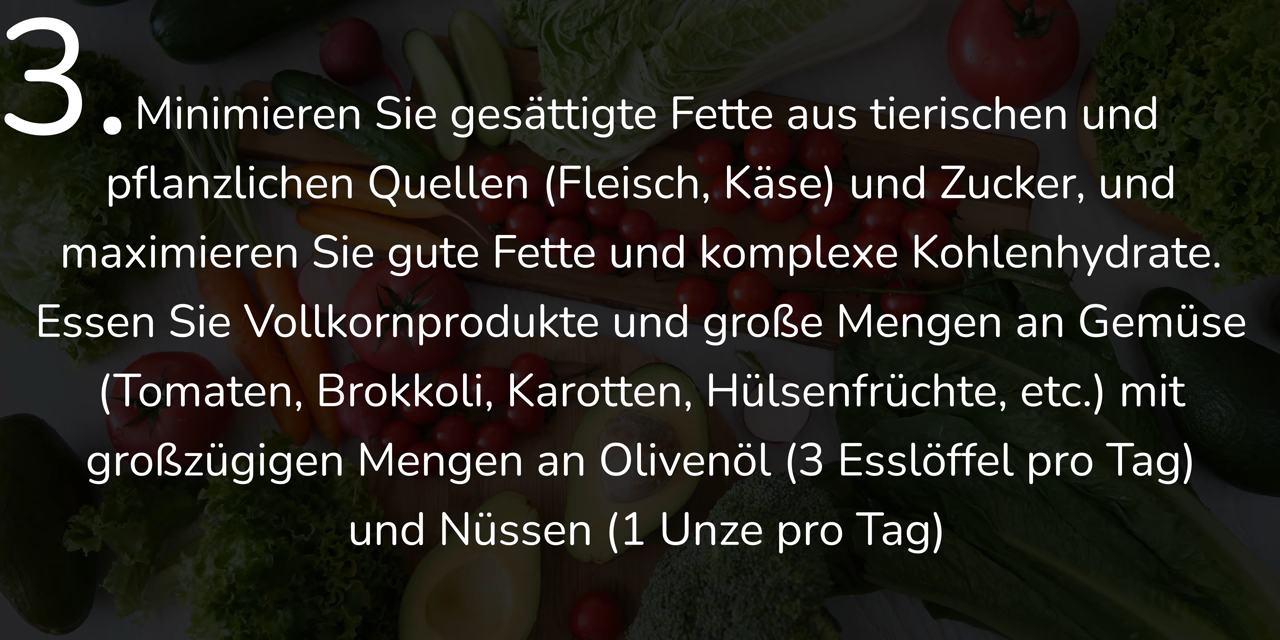 3. Minimieren Sie gesättigte Fette aus tierischen und
pflanzlichen Quellen (Fleisch, Käse) und Zucker, und
maximieren Sie gute Fette und komplexe Kohlenhydrate.
Essen Sie Vollkornprodukte und große Mengen an Gemüse
(Tomaten, Brokkoli, Karotten, Hülsenfrüchte, etc.) mit
großzügigen Mengen an Olivenöl (3 Esslöffel pro Tag)
und Nüssen (1 Unze pro Tag)